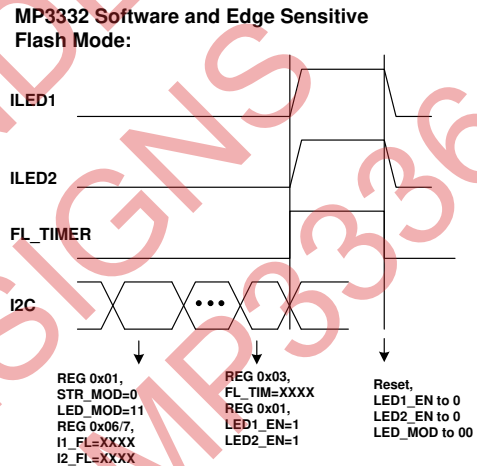 MP3332 Software and Edge Sensitive
Flash Mode:
ILED1
ILED2
FL_TIMER
I2C
REG 0x01,
STR_MOD=0
LED_MOD=11
REG 0x06/7,
I1_FL=XXXX
I2_FL=XXXX
REG 0x03,
FL_TIM=XXXX
REG 0x01,
LED1_EN=1
LED2_EN=1
Reset,
LED1_EN to 0
LED2_EN to 0
LED_MOD to 00
SIGNS
MP3336